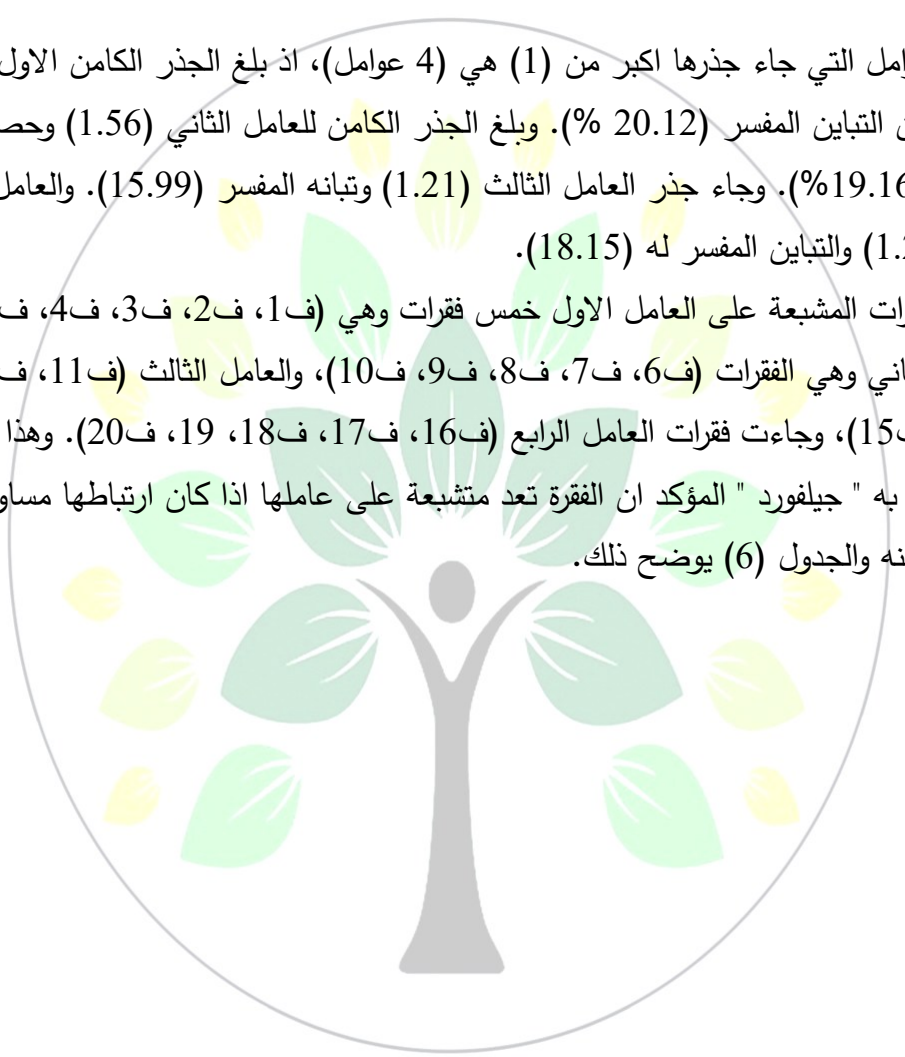 وامل التي جاء جذرها اكبر من (1) هي (4 عوامل)، اذ بلغ الجذر الكامن الاول
التباين المفسر (20.12 %). وبلغ الجذر الكامن للعامل الثاني (1.56) وحص
19.16%). وجاء جذر العامل الثالث (1.21) وتبانه المفسر (15.99). والعامل
والتباين المفسر له (18.15).
رات المشبعة على العامل الاول خمس فقرات وهي (ف1، ف2، ف3، ف4، ف
اني وهي الفقرات (ف6، ف7، ف8، ف9، ف10)، والعامل الثالث (ف11، ف
15)، وجاءت فقرات العامل الرابع (ف16، ف17، ف18، 19، ف20). وهذا
به " جيلفورد " المؤكد ان الفقرة تعد متشبعة على عاملها اذا كان ارتباطها مساو
نه والجدول (6) يوضح ذلك.